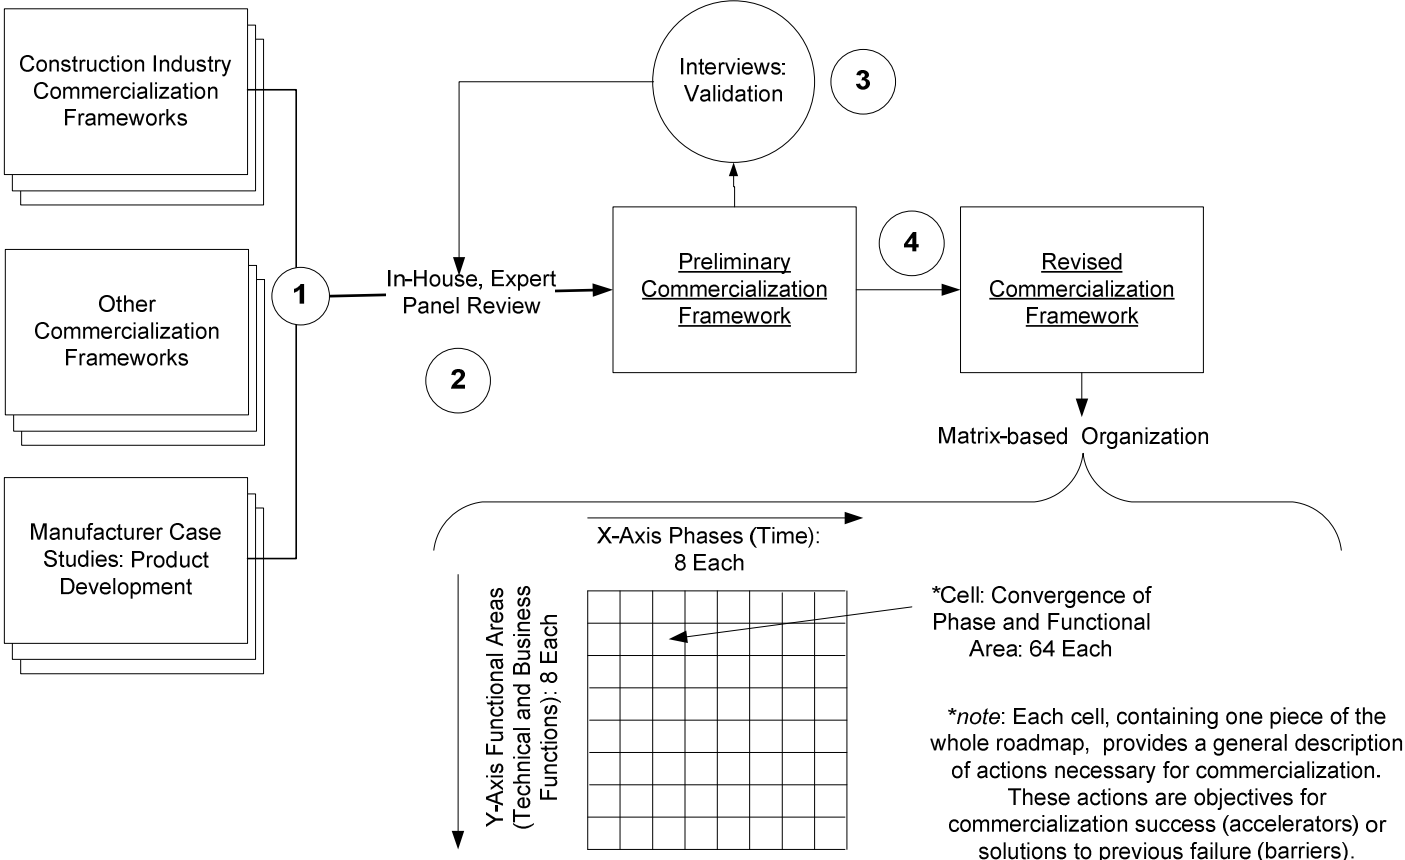 Construction Industry
Commercialization
Frameworks
Other
Commercialization
Frameworks
Manufacturer Case
Studies: Product
Development
1
In-House, Expert
Panel Review
2
Interviews:
Validation
3
Preliminary
Commercialization
Framework
4
Revised
Commercialization
Framework
Matrix-based Organization
X-Axis Phases (Time):
8 Each
Y-Axis Functional Areas
(Technical and Business
Functions): 8 Each
*Cell: Convergence of
Phase and Functional
Area: 64 Each
*note: Each cell, containing one piece of the
whole roadmap, provides a general description
of actions necessary for commercialization.
These actions are objectives for
commercialization success (accelerators) or
solutions to previous failure (barriers).